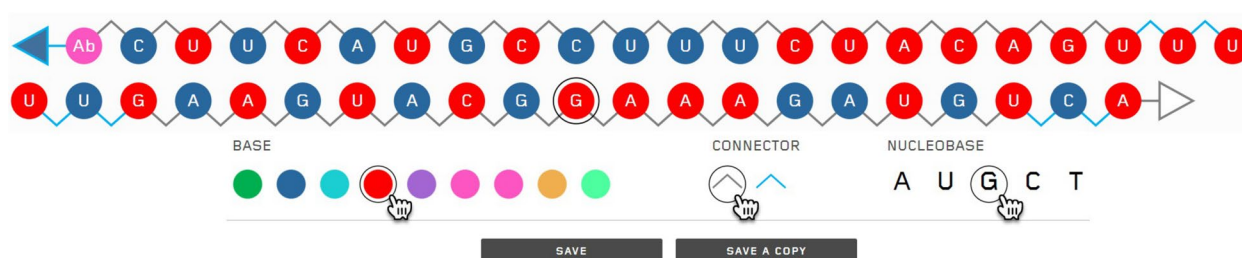 Ab C U U C A U G C C U U U C U A C A G U U U
U U G A A G U A C G G A A A G A U G U C A
BASE CONNECTOR NUCLEOBASE
A U G C T
SAVE SAVE A COPY